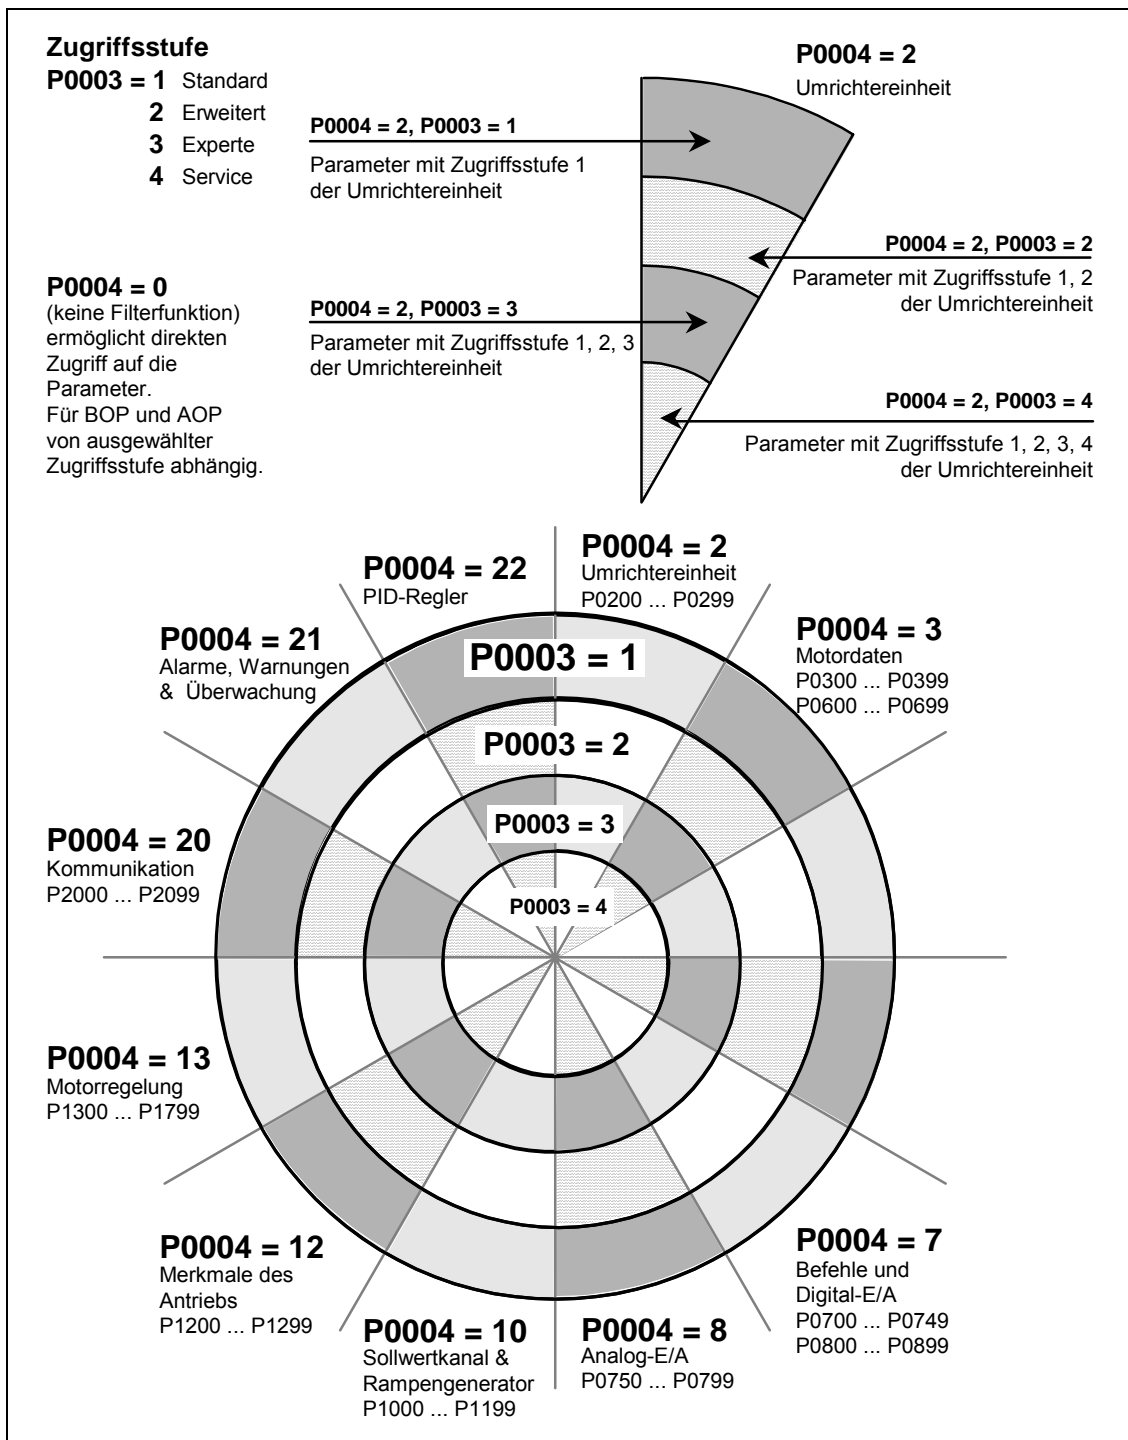 Zugriffsstufe
P0003 = 1 Standard
2 Erweitert
3 Experte
4 Service
P0004 = 2
Umrichtereinheit
P0004 = 2, P0003 = 1
Parameter mit Zugriffsstufe 1
der Umrichtereinheit
P0004 = 2, P0003 = 2
Parameter mit Zugriffsstufe 1, 2
der Umrichtereinheit
P0004 = 0
(keine Filterfunktion)
ermöglicht direkten
Zugriff auf die
Parameter.
Für BOP und AOP
von ausgewählter
Zugriffsstufe abhängig.
P0004 = 2, P0003 = 3
Parameter mit Zugriffsstufe 1, 2, 3
der Umrichtereinheit
P0004 = 2, P0003 = 4
Parameter mit Zugriffsstufe 1, 2, 3, 4
der Umrichtereinheit
P0004 = 2
Umrichtereinheit
P0200 ... P0299
P0004 = 22
PID-Regler
P0004 = 21
Alarme, Warnungen
& Überwachung
P0004 = 3
Motordaten
P0300 ... P0399
P0600 ... P0699
P0003 = 1
P0003 = 2
P0003 = 3
P0003 = 4
P0004 = 20
Kommunikation
P2000 ... P2099
P0004 = 13
Motorregelung
P1300 ... P1799
P0004 = 12
Merkmale des
Antriebs
P1200 ... P1299
P0004 = 10
Sollwertkanal &
Rampengenerator
P1000 ... P1199
P0004 = 8
Analog-E/A
P0750 ... P0799
P0004 = 7
Befehle und
Digital-E/A
P0700 ... P0749
P0800 ... P0899